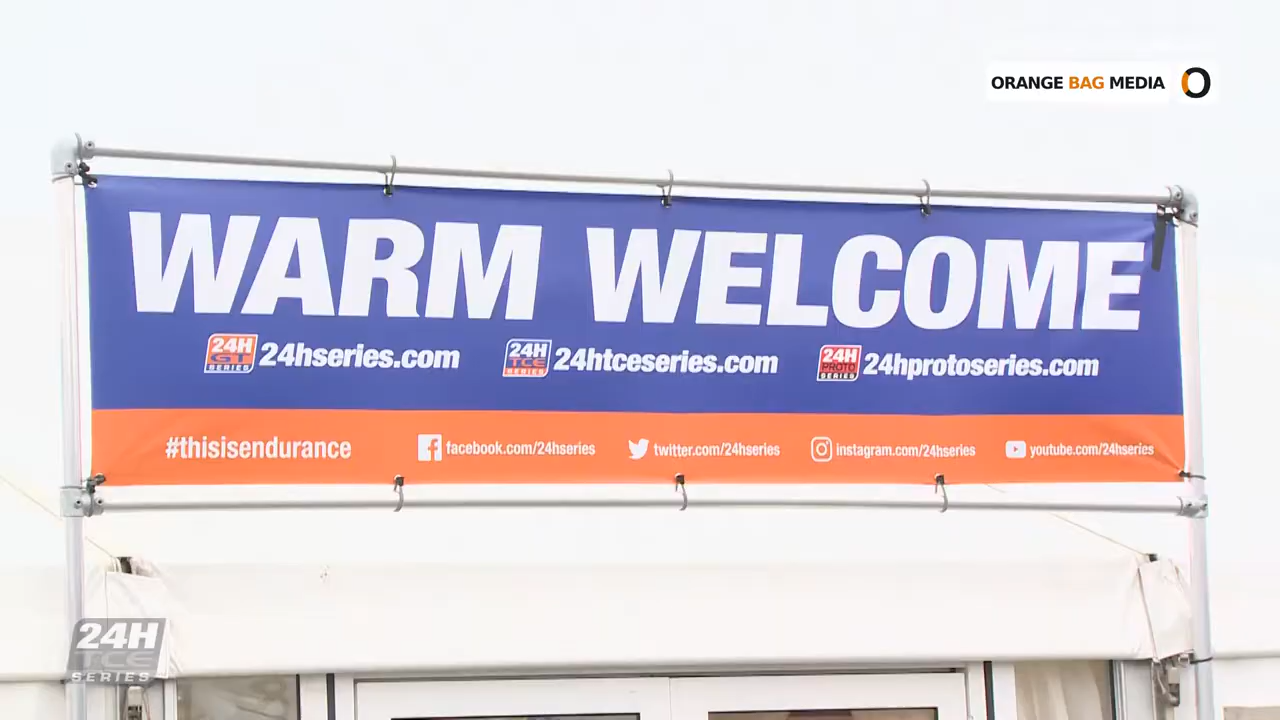 ORANGE BAG MEDIA
WARM WELCOME
24H GT SERIES 24hseries.com 24H TCE SERIES 24htceseries.com 24H PROTO SERIES 24hprotoseries.com
#thisisendurance facebook.com/24hseries twitter.com/24hseries instagram.com/24hseries youtube.com/24hseries
24H
TCE
SERIES